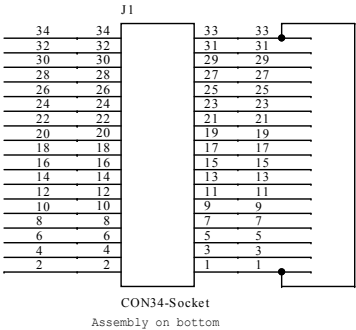 J1
34 34 33 33
32 32 31 31
30 30 29 29
28 28 27 27
26 26 25 25
24 24 23 23
22 22 21 21
20 20 19 19
18 18 17 17
16 16 15 15
14 14 13 13
12 12 11 11
10 10 9 9
8 8 7 7
6 6 5 5
4 4 3 3
2 2 1 1
CON34-Socket
Assembly on bottom